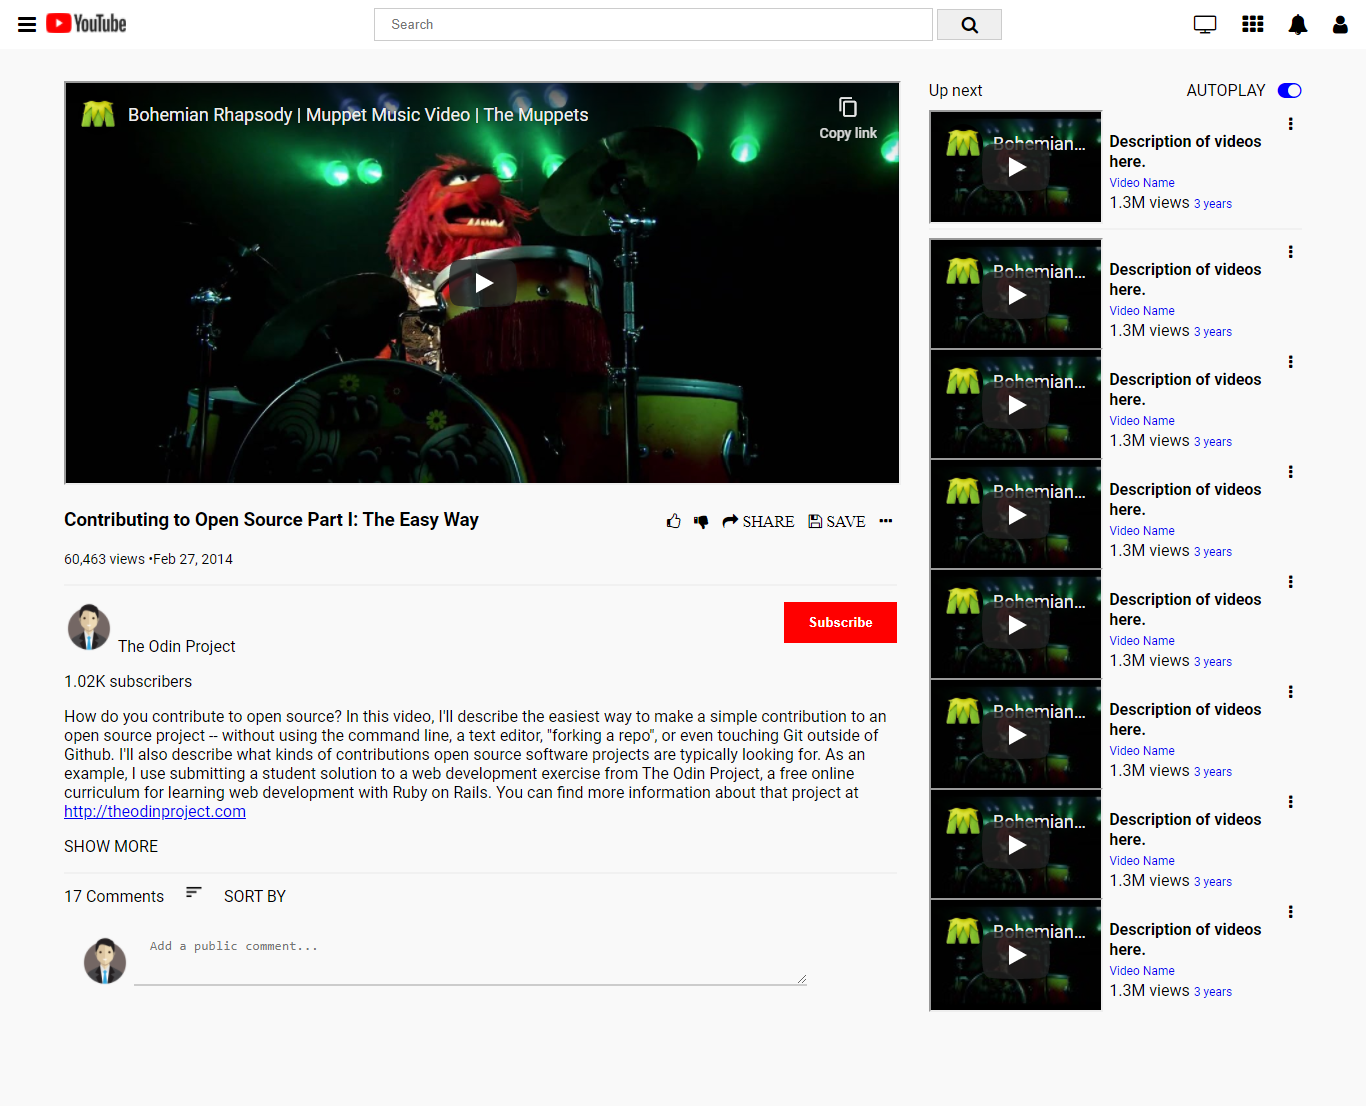 YouTube
Search
Bohemian Rhapsody | Muppet Music Video | The Muppets
Copy link
Contributing to Open Source Part I: The Easy Way
SHARE
SAVE
60,463 views •Feb 27, 2014
The Odin Project
Subscribe
1.02K subscribers
How do you contribute to open source? In this video, I'll describe the easiest way to make a simple contribution to an
open source project -- without using the command line, a text editor, "forking a repo", or even touching Git outside of
Github. I'll also describe what kinds of contributions open source software projects are typically looking for. As an
example, I use submitting a student solution to a web development exercise from The Odin Project, a free online
curriculum for learning web development with Ruby on Rails. You can find more information about that project at
http://theodinproject.com
SHOW MORE
17 Comments
SORT BY
Add a public comment...
Up next
AUTOPLAY
Bohemian...
Description of videos
here.
Video Name
1.3M views 3 years
Bohemian...
Description of videos
here.
Video Name
1.3M views 3 years
Bohemian...
Description of videos
here.
Video Name
1.3M views 3 years
Bohemian...
Description of videos
here.
Video Name
1.3M views 3 years
Bohemian...
Description of videos
here.
Video Name
1.3M views 3 years
Bohemian...
Description of videos
here.
Video Name
1.3M views 3 years
Bohemian...
Description of videos
here.
Video Name
1.3M views 3 years
Bohemian...
Description of videos
here.
Video Name
1.3M views 3 years